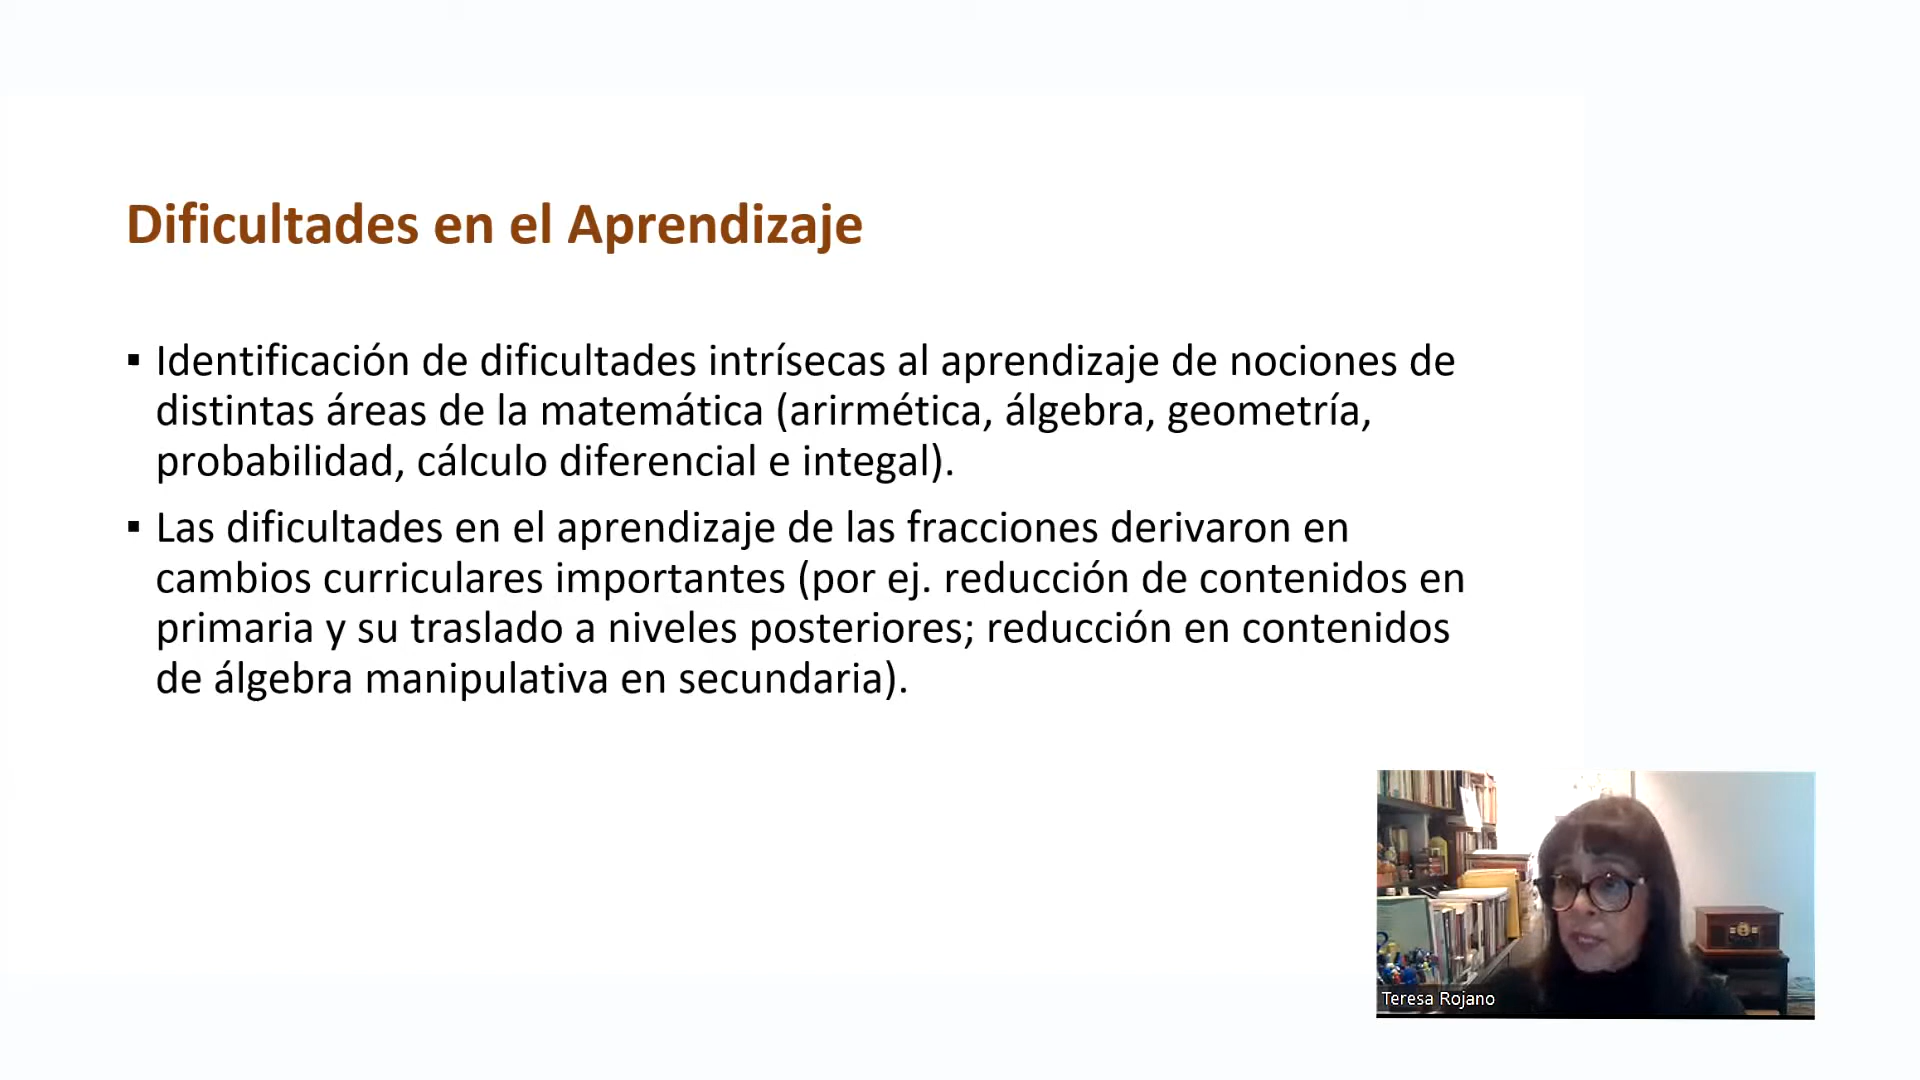 Dificultades en el Aprendizaje
▪ Identificación de dificultades intrísecas al aprendizaje de nociones de
distintas áreas de la matemática (arirmética, álgebra, geometría,
probabilidad, cálculo diferencial e integal).
▪ Las dificultades en el aprendizaje de las fracciones derivaron en
cambios curriculares importantes (por ej. reducción de contenidos en
primaria y su traslado a niveles posteriores; reducción en contenidos
de álgebra manipulativa en secundaria).
Teresa Rojano